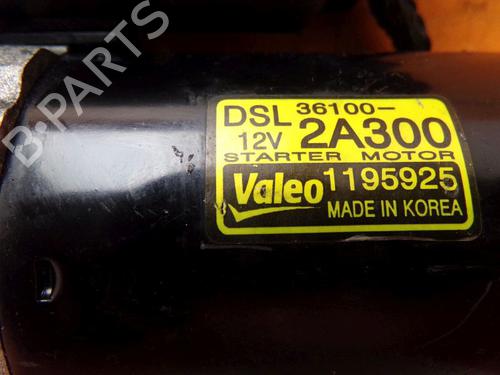 DSL 36100-
12V 2A300
STARTER MOTOR
Valeo 1195925
MADE IN KOREA
B-PARTS